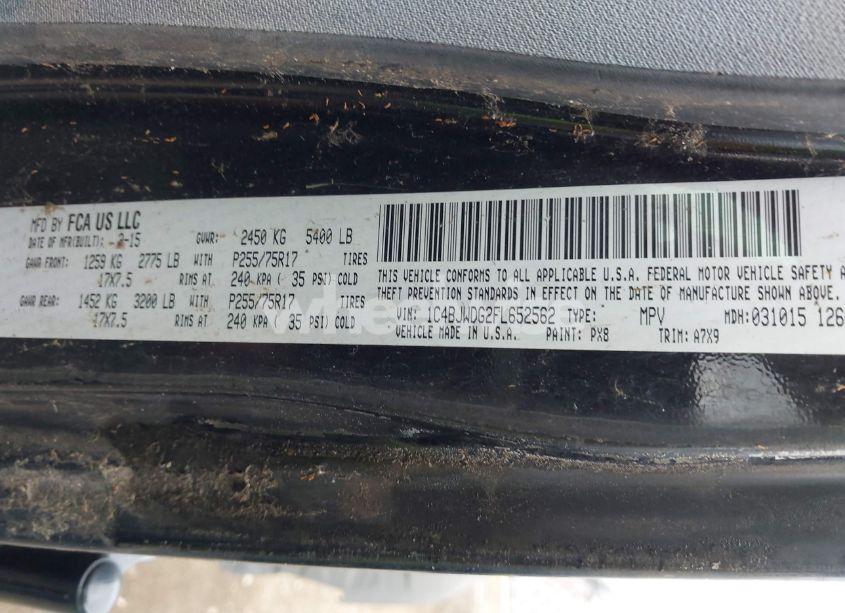 MFD BY FCA US LLC
DATE OF MFR(BUILT): 2-15 GVWR: 2450 KG 5400 LB
GAWR FRONT: 1259 KG 2775 LB WITH P255/75R17 TIRES
17X7.5 RIMS AT 240 KPA ( 35 PSI) COLD
GAWR REAR: 1452 KG 3200 LB WITH P255/75R17 TIRES
17X7.5 RIMS AT 240 KPA ( 35 PSI) COLD
THIS VEHICLE CONFORMS TO ALL APPLICABLE U.S.A. FEDERAL MOTOR VEHICLE SAFETY A
THEFT PREVENTION STANDARDS IN EFFECT ON THE DATE OF MANUFACTURE SHOWN ABOVE.
VIN: 1C4BJWDG2FL652562 TYPE: MPV MDH: 031015 126
VEHICLE MADE IN U.S.A. PAINT: PX8 TRIM: A7X9